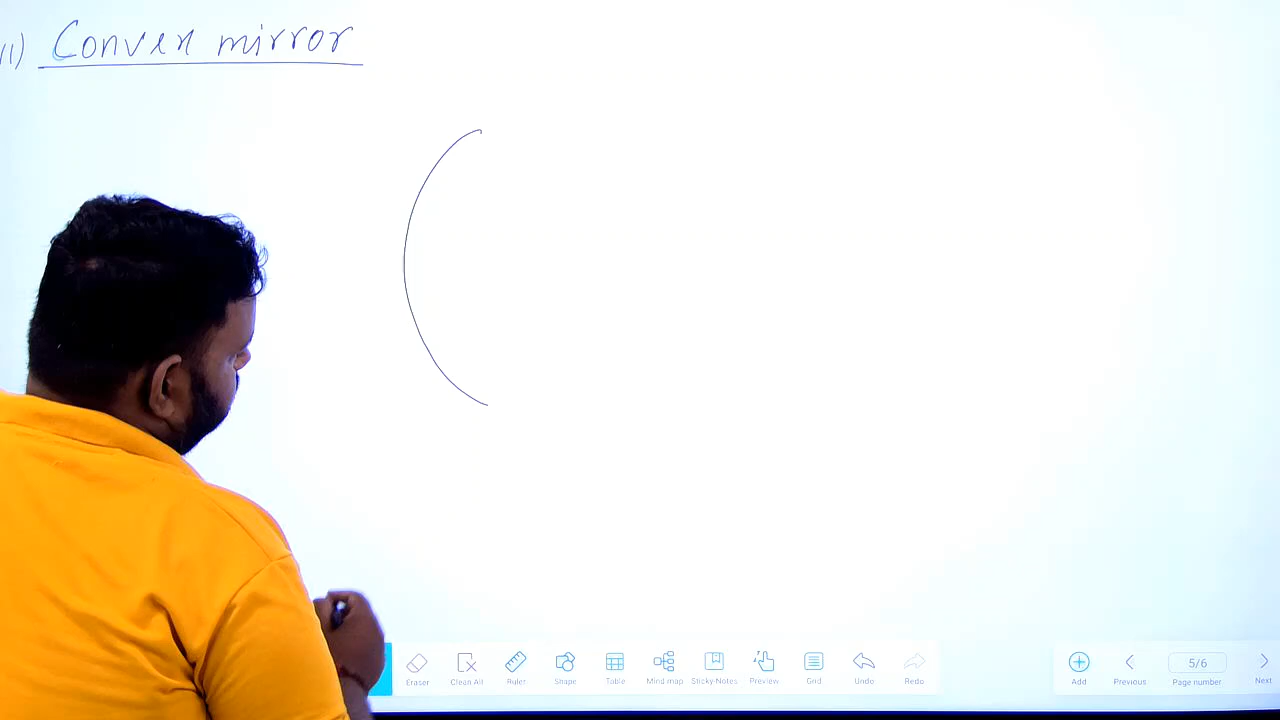 11) Convex mirror
Eraser Clean All Ruler Shape Table Mind map Sticky-Notes Preview Grid Undo Redo Add Previous 5/6 Page number Next